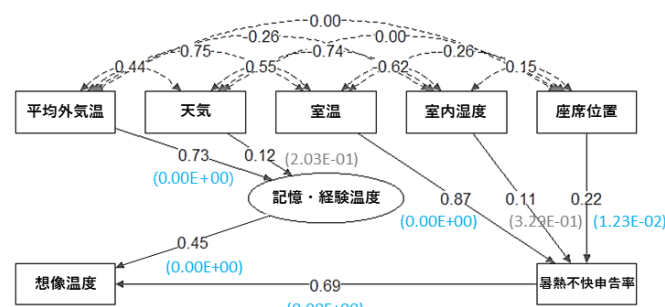 0.00
0.26 0.00
0.75 0.74 0.26
0.44 0.55 0.62 0.15
平均外気温 天気 室温 室内湿度 座席位置
0.73 0.12 (2.03E-01)
(0.00E+00)
記憶・経験温度 0.87 0.11 0.22
(0.00E+00) (3.29E-01) (1.23E-02)
0.45
(0.00E+00)
想像温度 0.69 暑熱不快申告率
(0.00E+00)